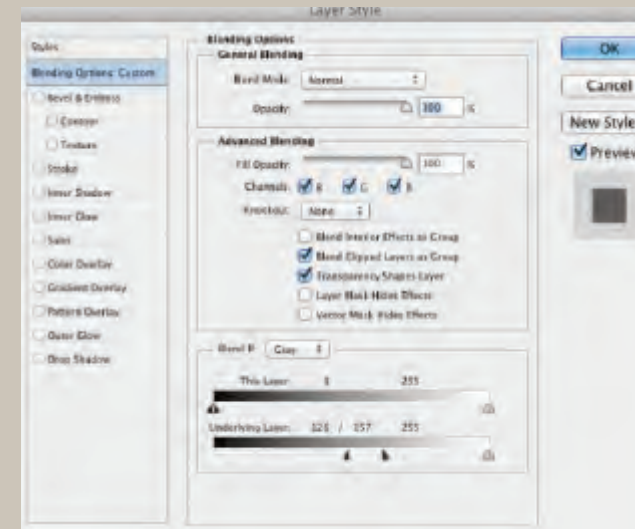 Layer Style
Styles
Blending Options: Custom
Bevel & Emboss
Contour
Texture
Stroke
Inner Shadow
Inner Glow
Satin
Color Overlay
Gradient Overlay
Pattern Overlay
Outer Glow
Drop Shadow
Blending Options
General Blending
Blend Mode: Normal
Opacity: 100 %
Advanced Blending
Fill Opacity: 100 %
Channels: R G B
Knockout: None
Blend Interior Effects as Group
Blend Clipped Layers as Group
Transparency Shapes Layer
Layer Mask Hides Effects
Vector Mask Hides Effects
Blend If: Gray
This Layer: 255
Underlying Layer: 126 / 157 255
OK
Cancel
New Style
Preview